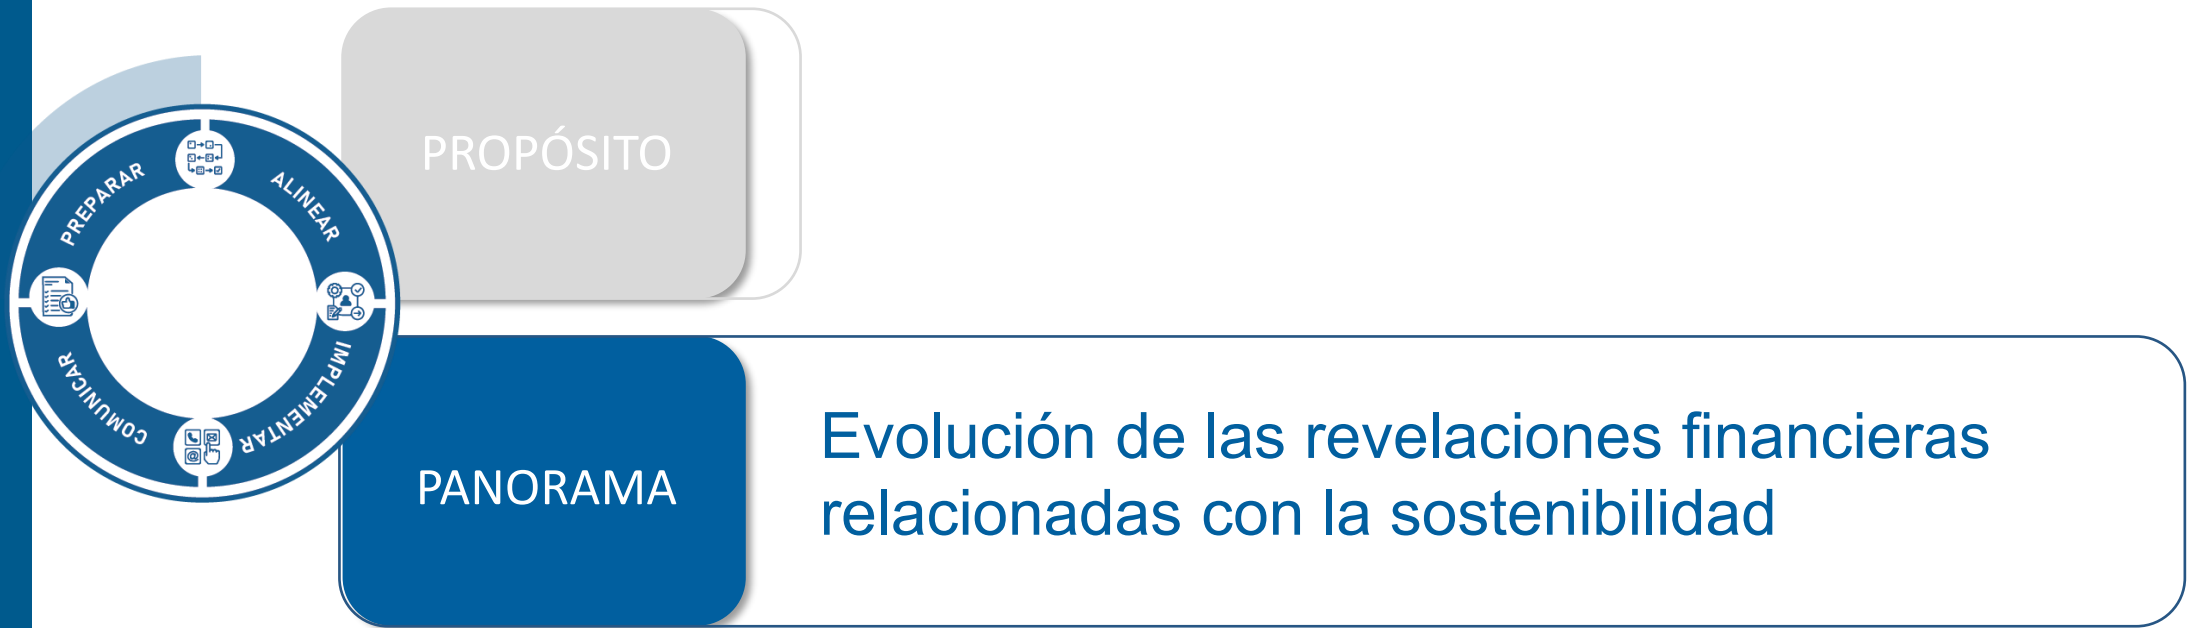 PROPÓSITO
PREPARAR
ALINEAR
IMPLEMENTAR
COMUNICAR
PANORAMA
Evolución de las revelaciones financieras
relacionadas con la sostenibilidad